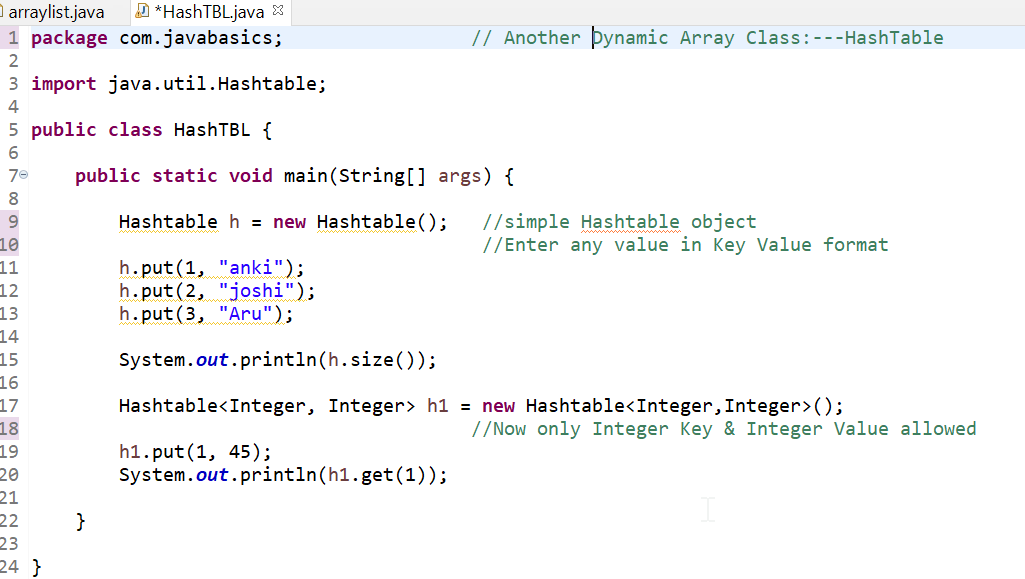 arraylist.java *HashTBL.java
1 package com.javabasics; // Another Dynamic Array Class:---HashTable
2
3 import java.util.Hashtable;
4
5 public class HashTBL {
6
7 public static void main(String[] args) {
8
9 Hashtable h = new Hashtable(); //simple Hashtable object
10 //Enter any value in Key Value format
11 h.put(1, "anki");
12 h.put(2, "joshi");
13 h.put(3, "Aru");
14
15 System.out.println(h.size());
16
17 Hashtable<Integer, Integer> h1 = new Hashtable<Integer,Integer>();
18 //Now only Integer Key & Integer Value allowed
19 h1.put(1, 45);
20 System.out.println(h1.get(1));
21
22 }
23
24 }